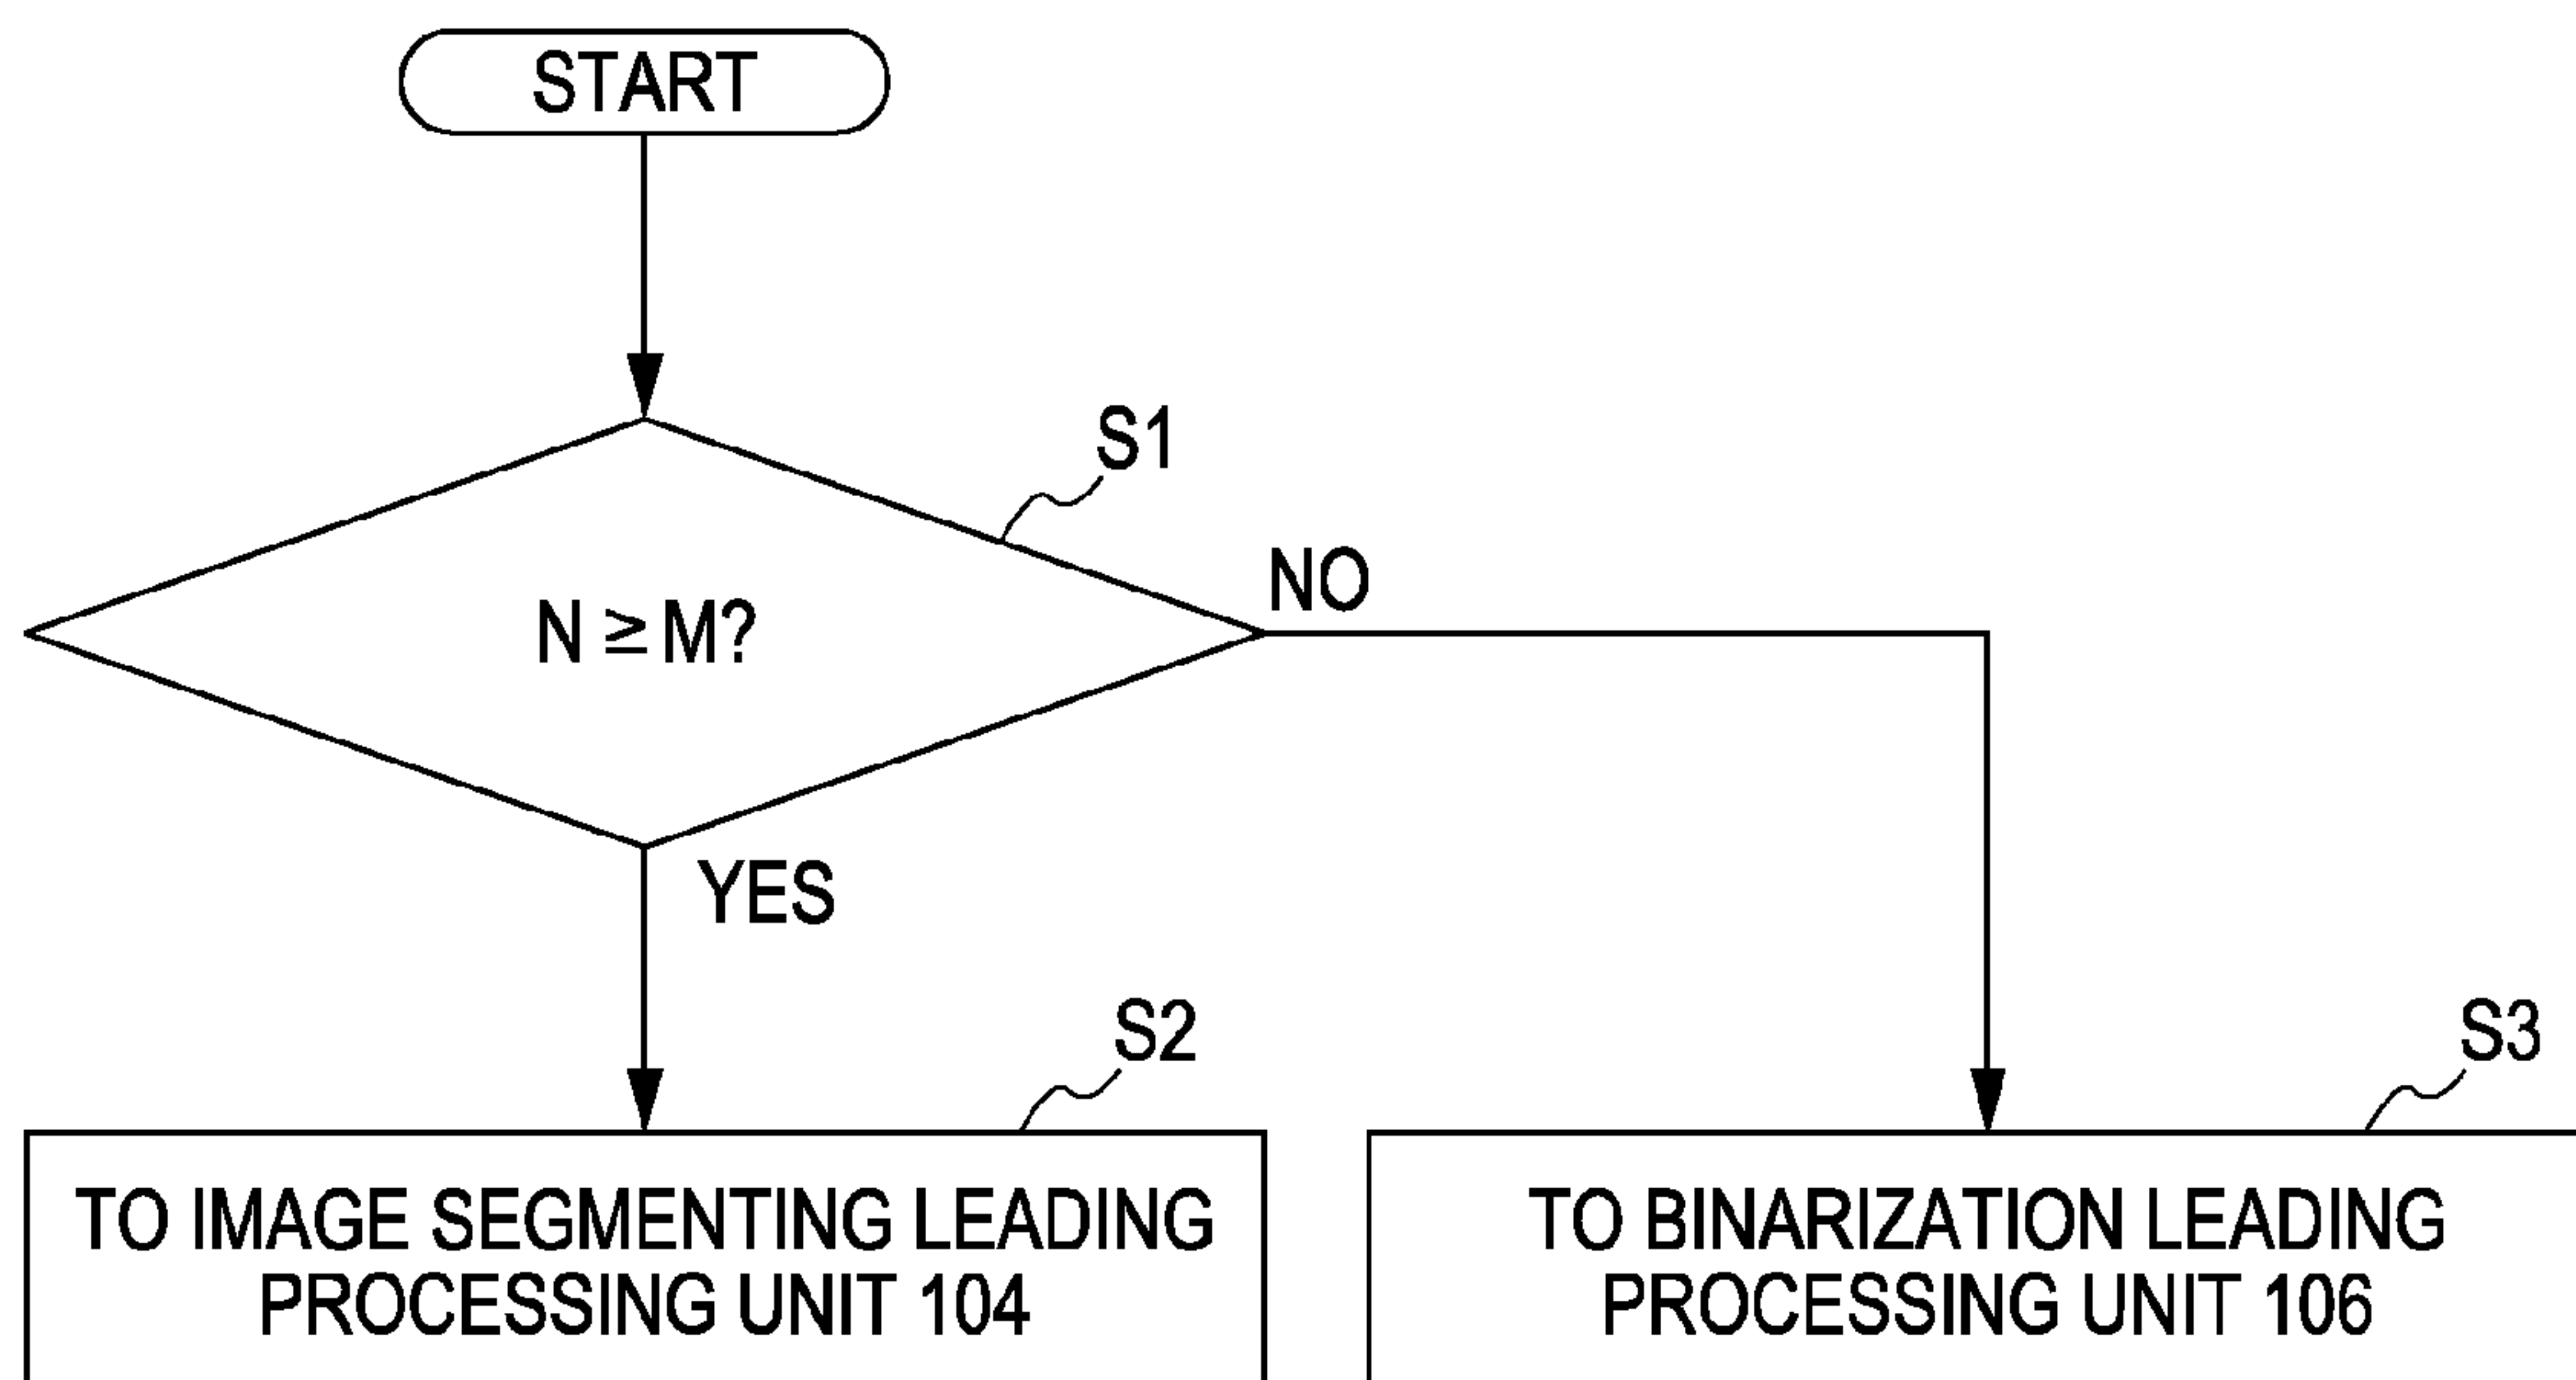 START
S1
N ≥ M?
NO
YES
S2
TO IMAGE SEGMENTING LEADING
PROCESSING UNIT 104
S3
TO BINARIZATION LEADING
PROCESSING UNIT 106